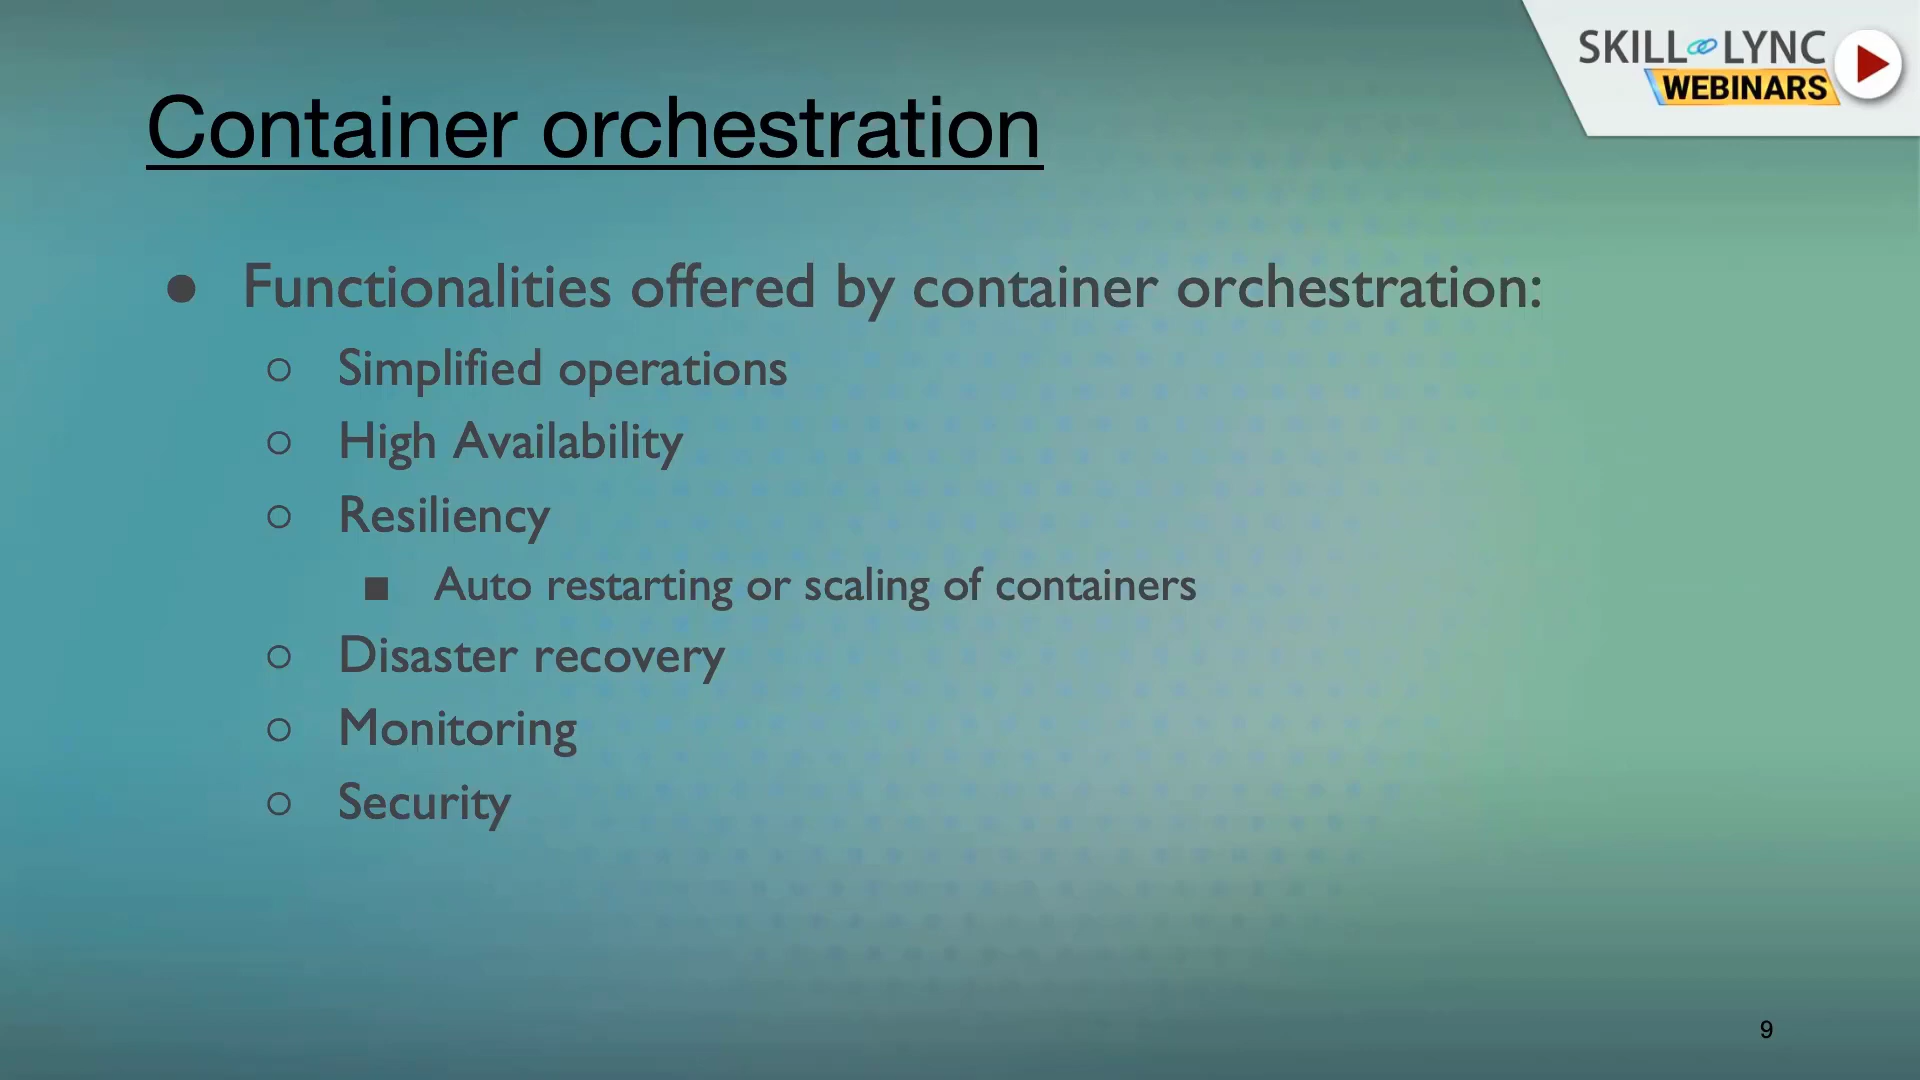 SKILL LYNC
WEBINARS
Container orchestration
● Functionalities offered by container orchestration:
○ Simplified operations
○ High Availability
○ Resiliency
■ Auto restarting or scaling of containers
○ Disaster recovery
○ Monitoring
○ Security
9